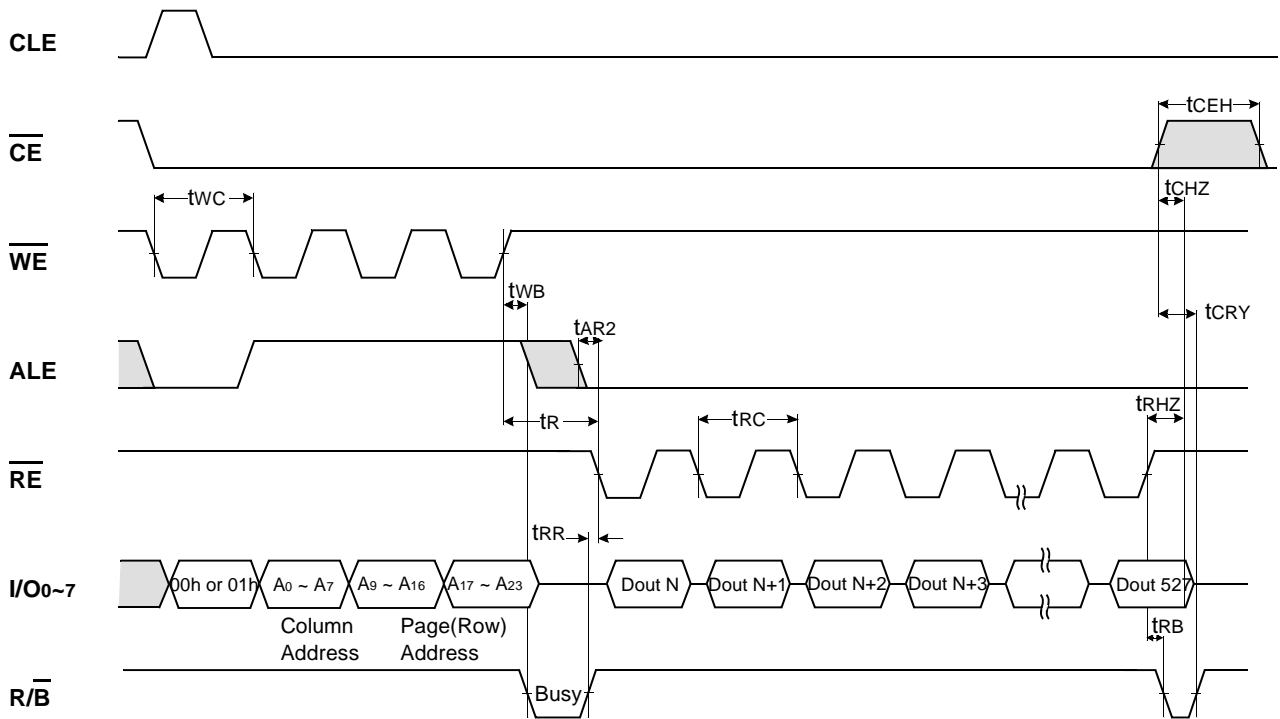 CLE
tCEH
CE
tCHZ
tWC
WE
tWB
tCRY
tAR2
ALE
tRHZ
tR
tRC
RE
tRR
I/O0~7
00h or 01h
A0 ~ A7
A9 ~ A16
A17 ~ A23
Dout N
Dout N+1
Dout N+2
Dout N+3
Dout 527
Column
Address
Page(Row)
Address
tRB
R/B
Busy